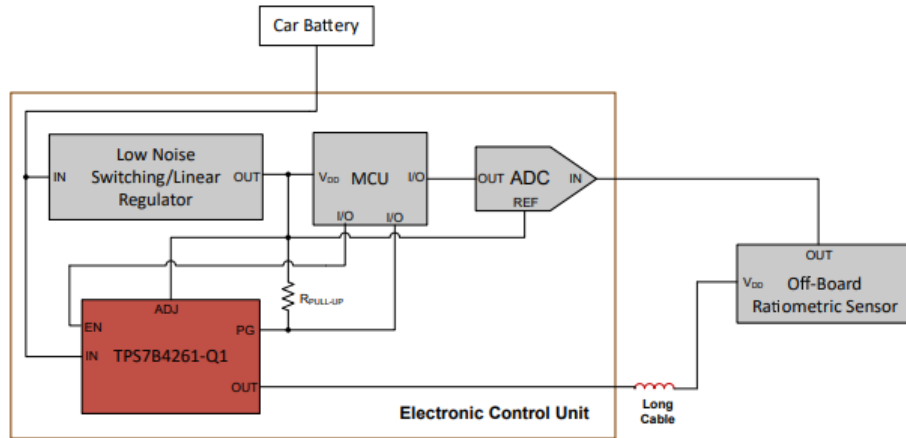 Car Battery
Low Noise
Switching/Linear
Regulator
IN
OUT
VDD
MCU
I/O
I/O
I/O
OUT
ADC
IN
REF
OUT
VDD
Off-Board
Ratiometric Sensor
RPULL-UP
ADJ
EN
PG
IN
TPS7B4261-Q1
OUT
Electronic Control Unit
Long
Cable